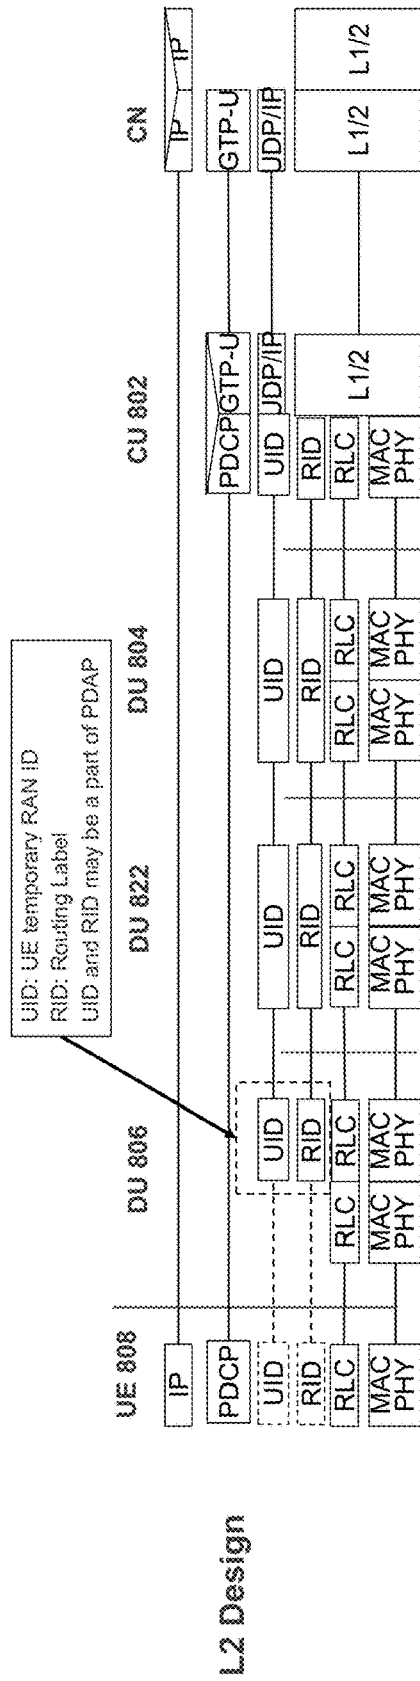 UID: UE temporary RAN ID
RID: Routing Label
UID and RID may be a part of PDAP
UE 808
DU 806
DU 822
DU 804
CU 802
CN
L2 Design
IP
IP
IP
PDCP
PDCP
GTP-U
GTP-U
UID
UID
UID
UID
UID
UDP/IP
UDP/IP
RID
RID
RID
RID
RID
RLC
RLC
RLC
RLC
RLC
RLC
RLC
RLC
L1/2
L1/2
L1/2
MAC
PHY
MAC
PHY
MAC
PHY
MAC
PHY
MAC
PHY
MAC
PHY
MAC
PHY
MAC
PHY